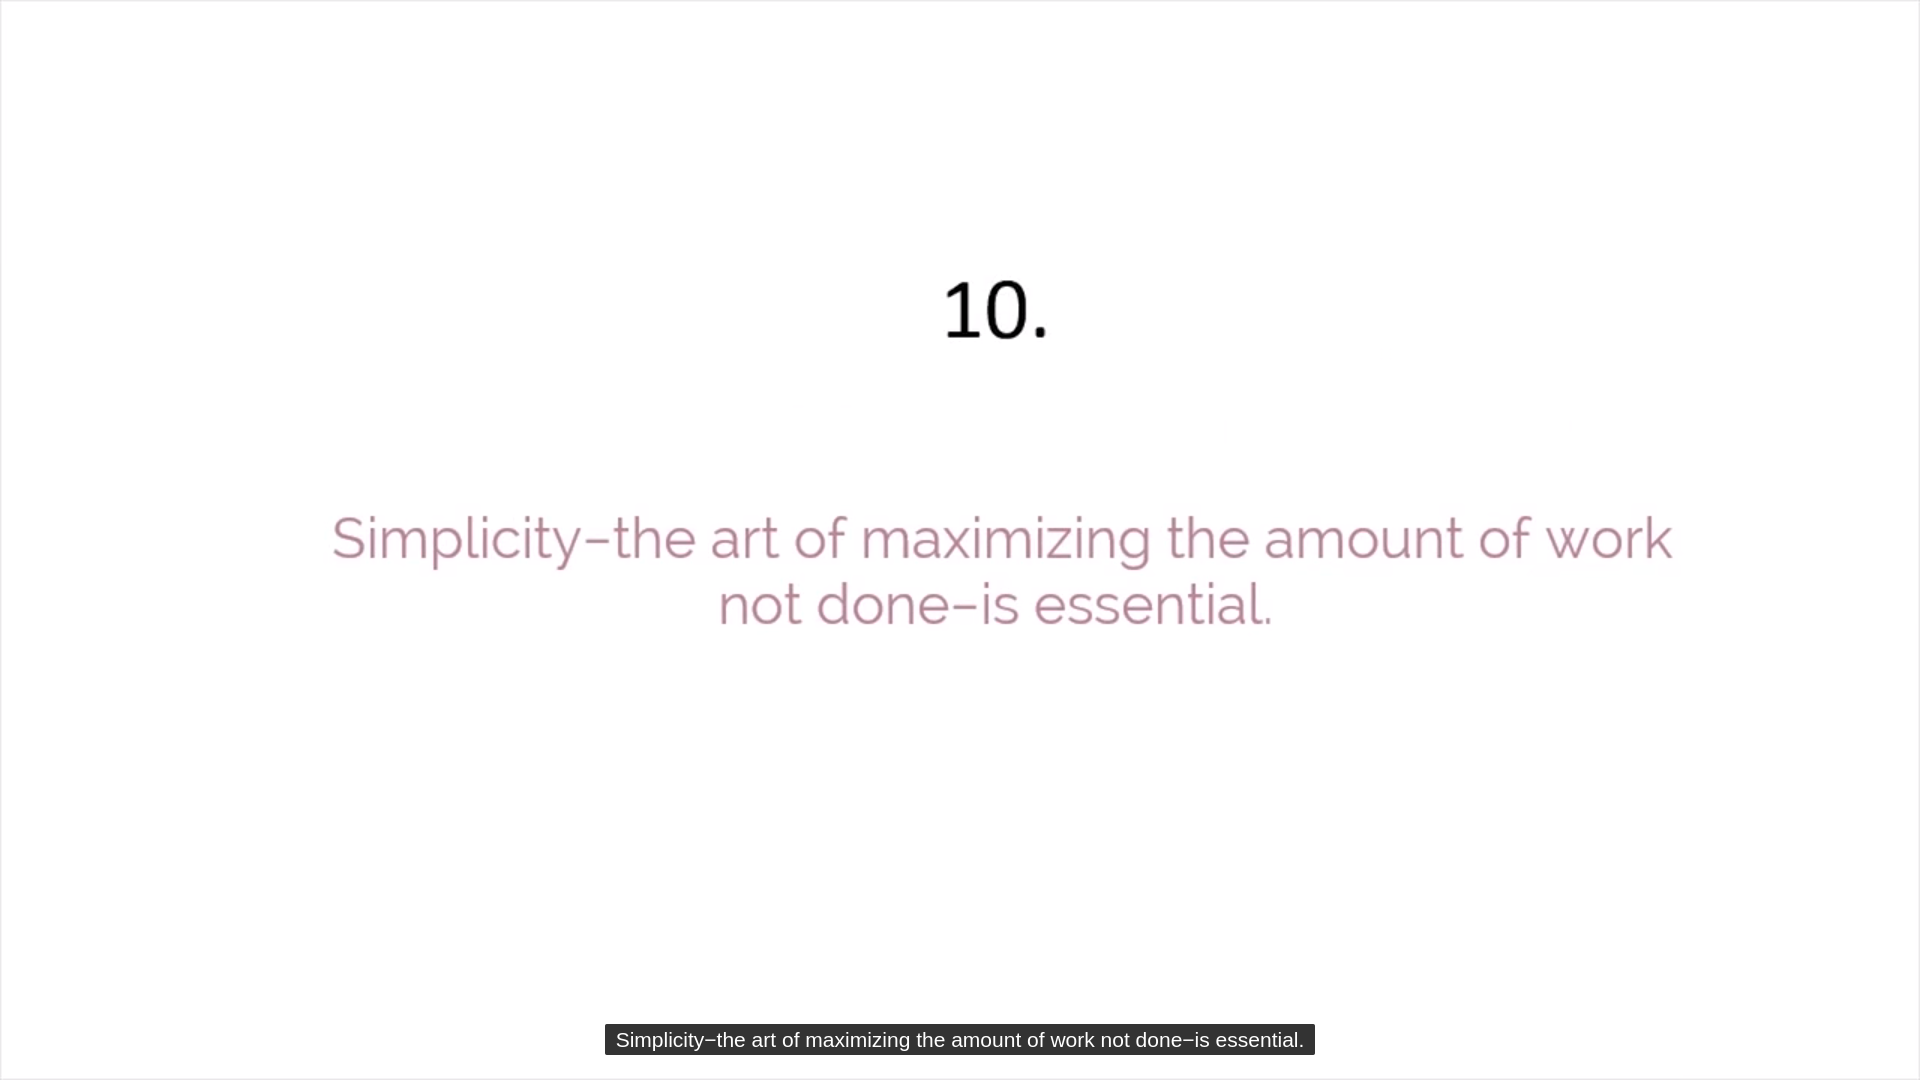 10.
Simplicity–the art of maximizing the amount of work
not done–is essential.
Simplicity–the art of maximizing the amount of work not done–is essential.